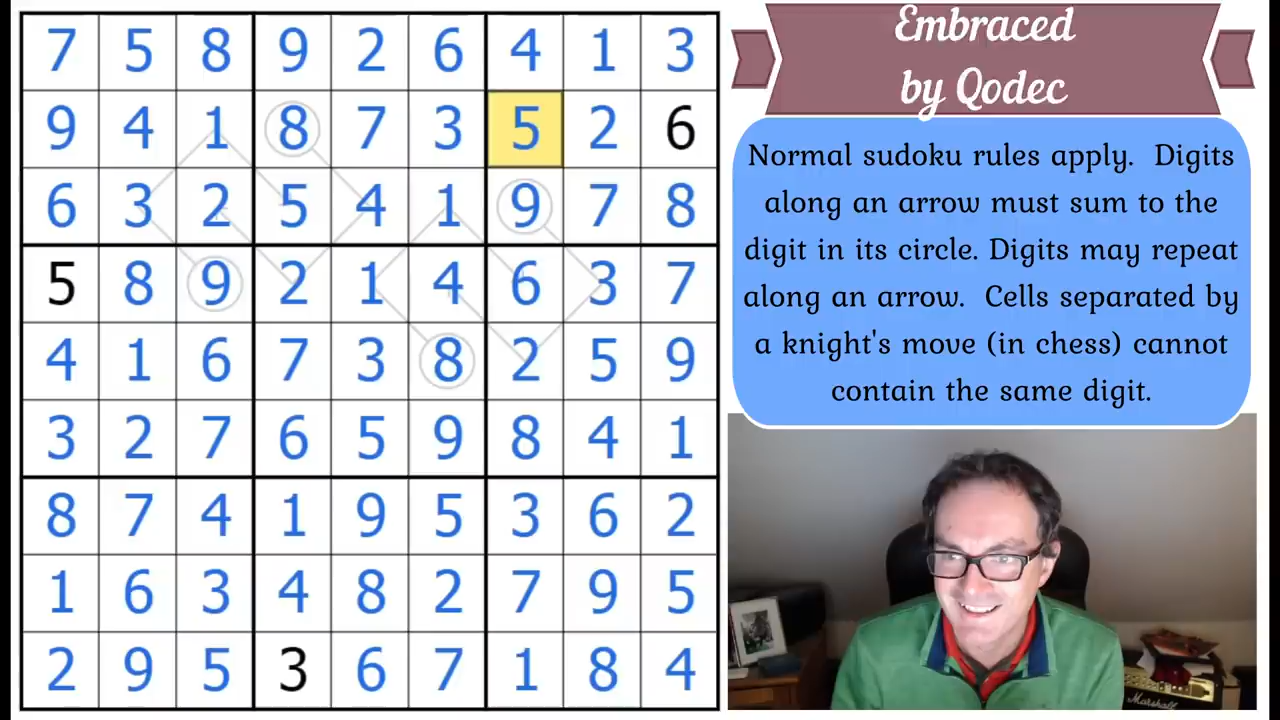 7 5 8 9 2 6 4 1 3
9 4 1 8 7 3 5 2 6
6 3 2 5 4 1 9 7 8
5 8 9 2 1 4 6 3 7
4 1 6 7 3 8 2 5 9
3 2 7 6 5 9 8 4 1
8 7 4 1 9 5 3 6 2
1 6 3 4 8 2 7 9 5
2 9 5 3 6 7 1 8 4
Embraced
by Qodec
Normal sudoku rules apply. Digits
along an arrow must sum to the
digit in its circle. Digits may repeat
along an arrow. Cells separated by
a knight's move (in chess) cannot
contain the same digit.
Marshall